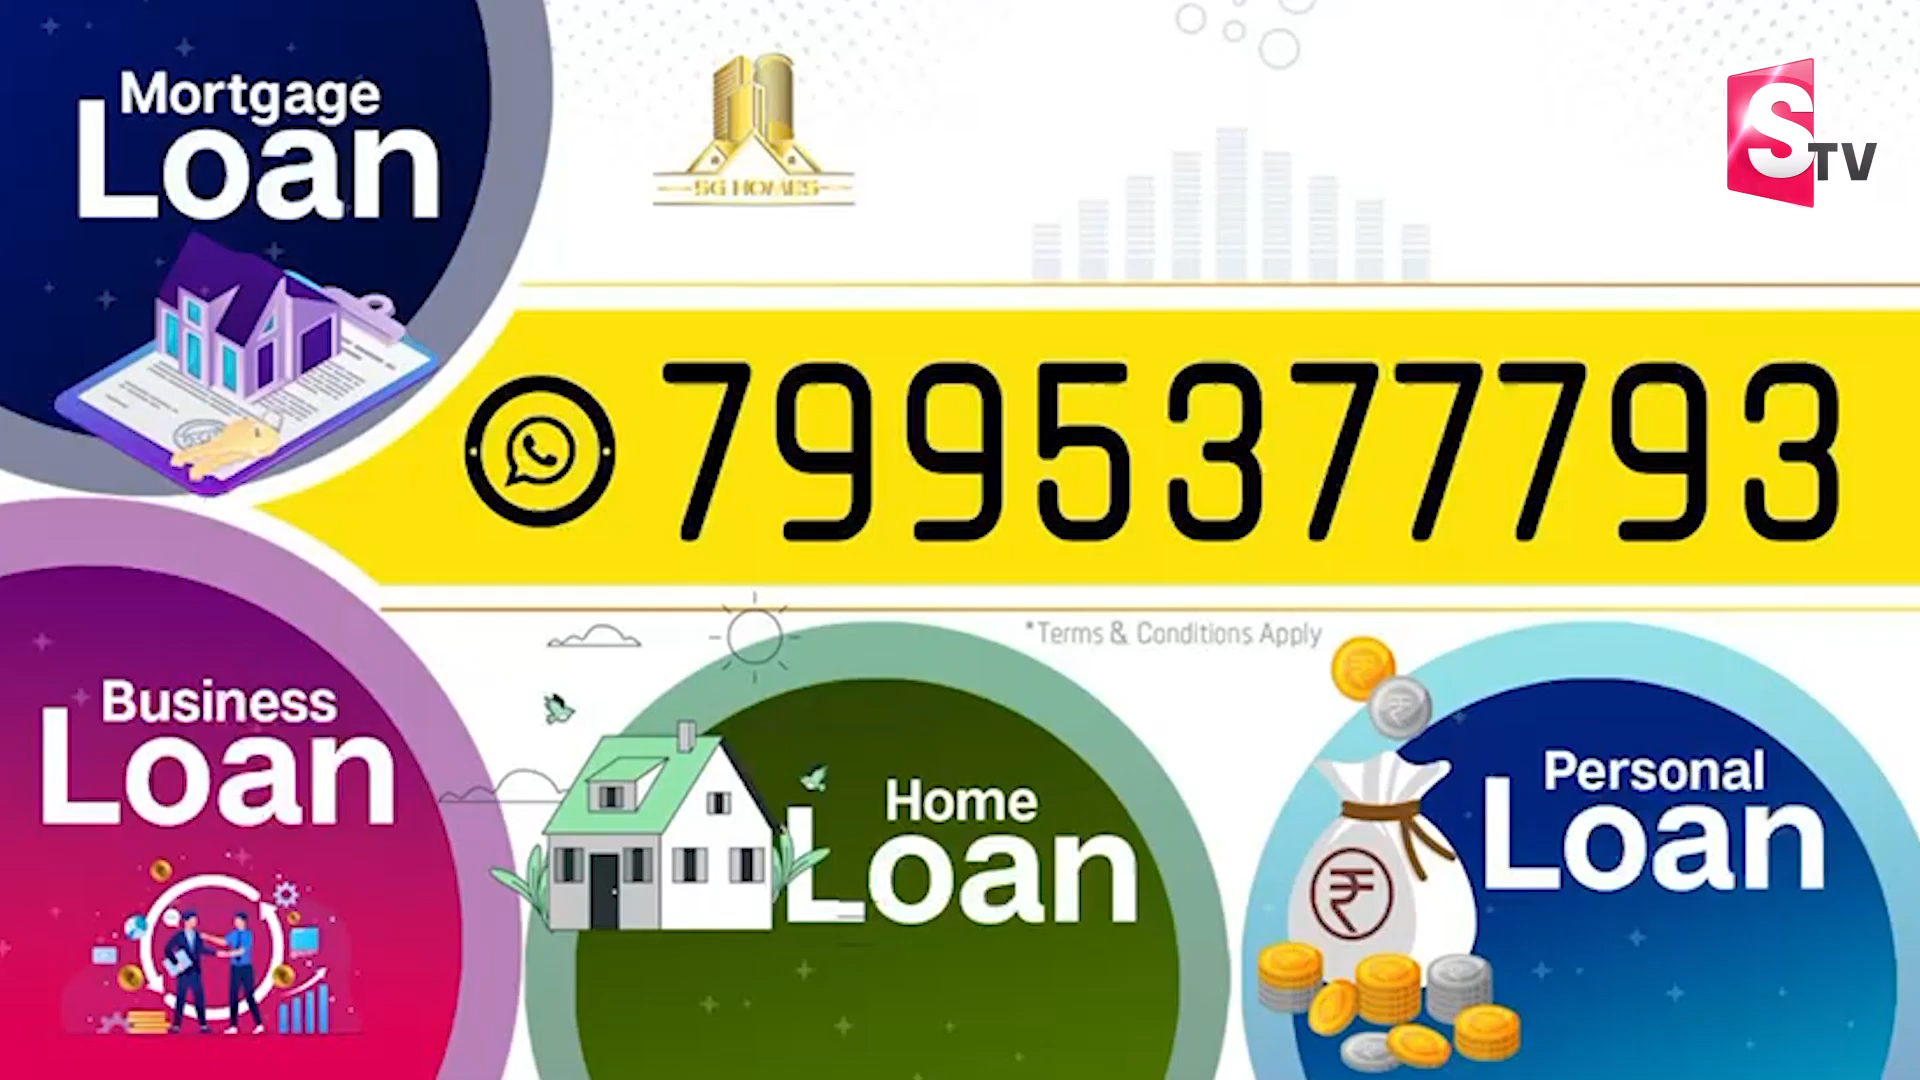 Mortgage
Loan
SG HOMES
STV
7995377793
*Terms & Conditions Apply
Business
Loan
Home
Loan
Personal
Loan